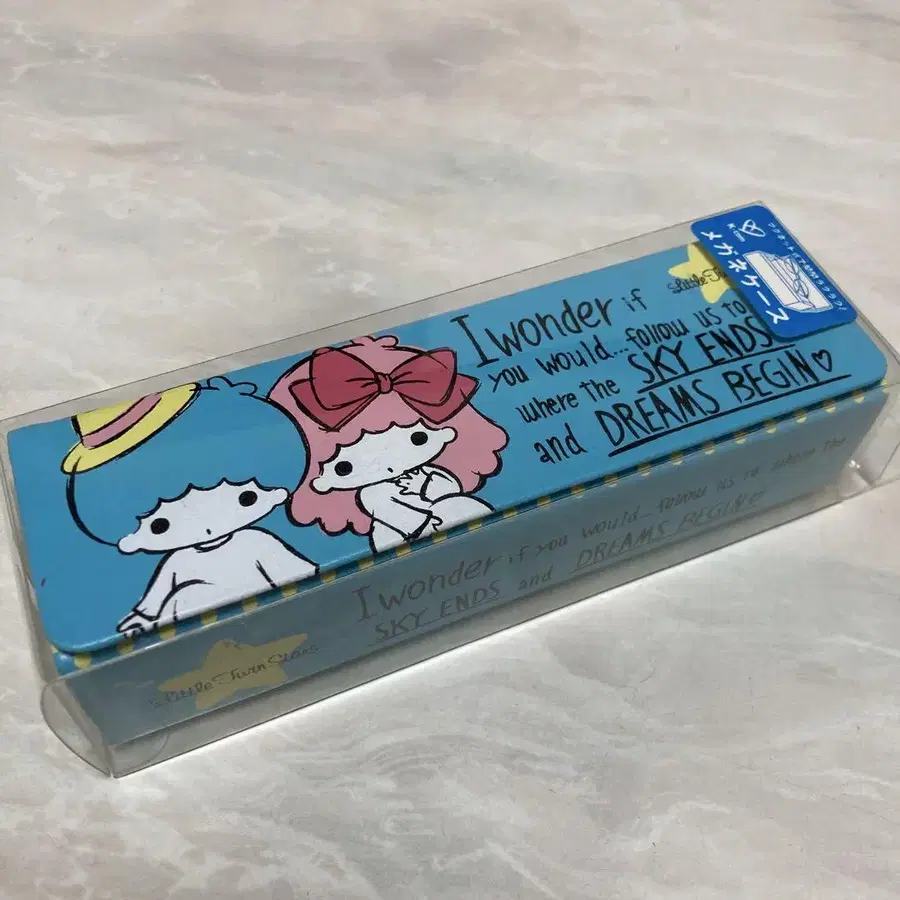 I wonder if
you would... follow us to
where the SKY ENDS
and DREAMS BEGIN♡
メガネケース
I wonder if you would... follow us to where the
SKY ENDS and DREAMS BEGIN♡
Little Twin Stars